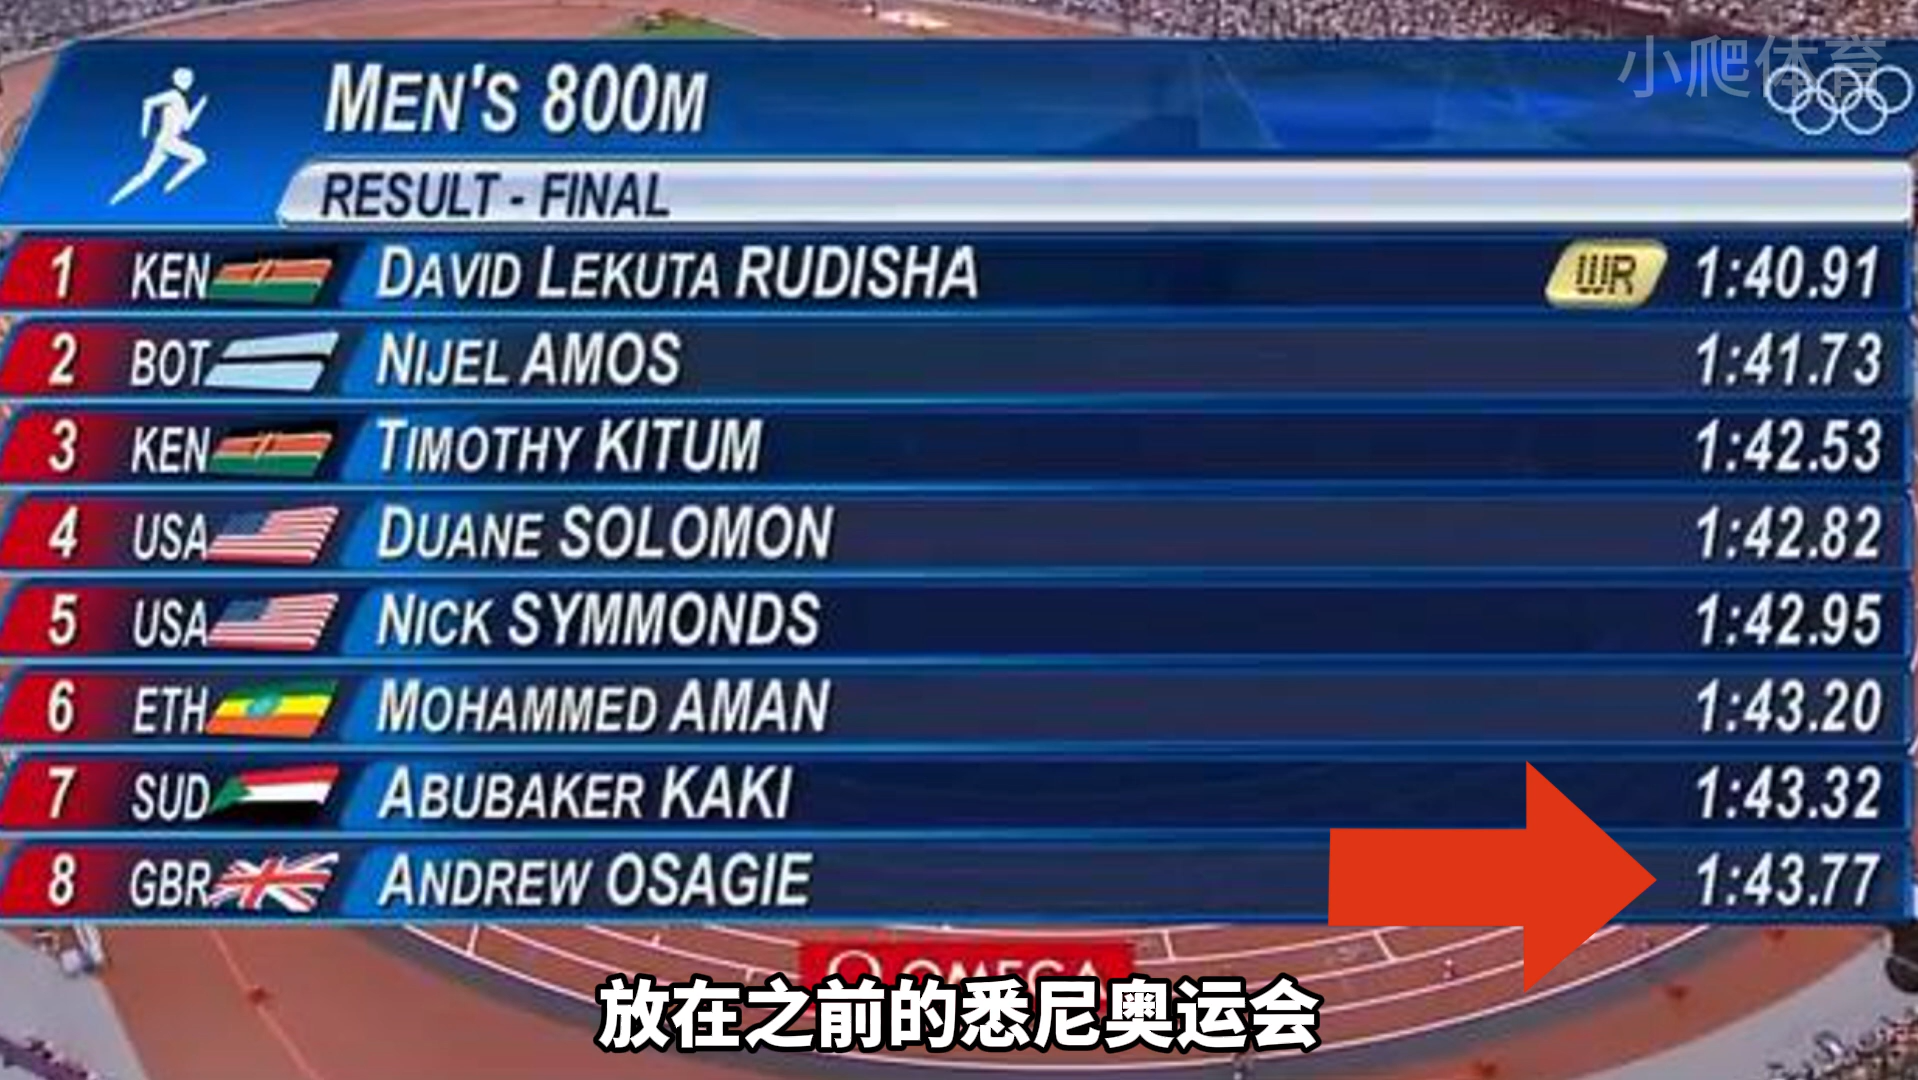 小爬体育
MEN'S 800M
RESULT - FINAL
1 KEN DAVID LEKUTA RUDISHA WR 1:40.91
2 BOT NIJEL AMOS 1:41.73
3 KEN TIMOTHY KITUM 1:42.53
4 USA DUANE SOLOMON 1:42.82
5 USA NICK SYMMONDS 1:42.95
6 ETH MOHAMMED AMAN 1:43.20
7 SUD ABUBAKER KAKI 1:43.32
8 GBR ANDREW OSAGIE 1:43.77
Ω OMEGA
放在之前的悉尼奥运会